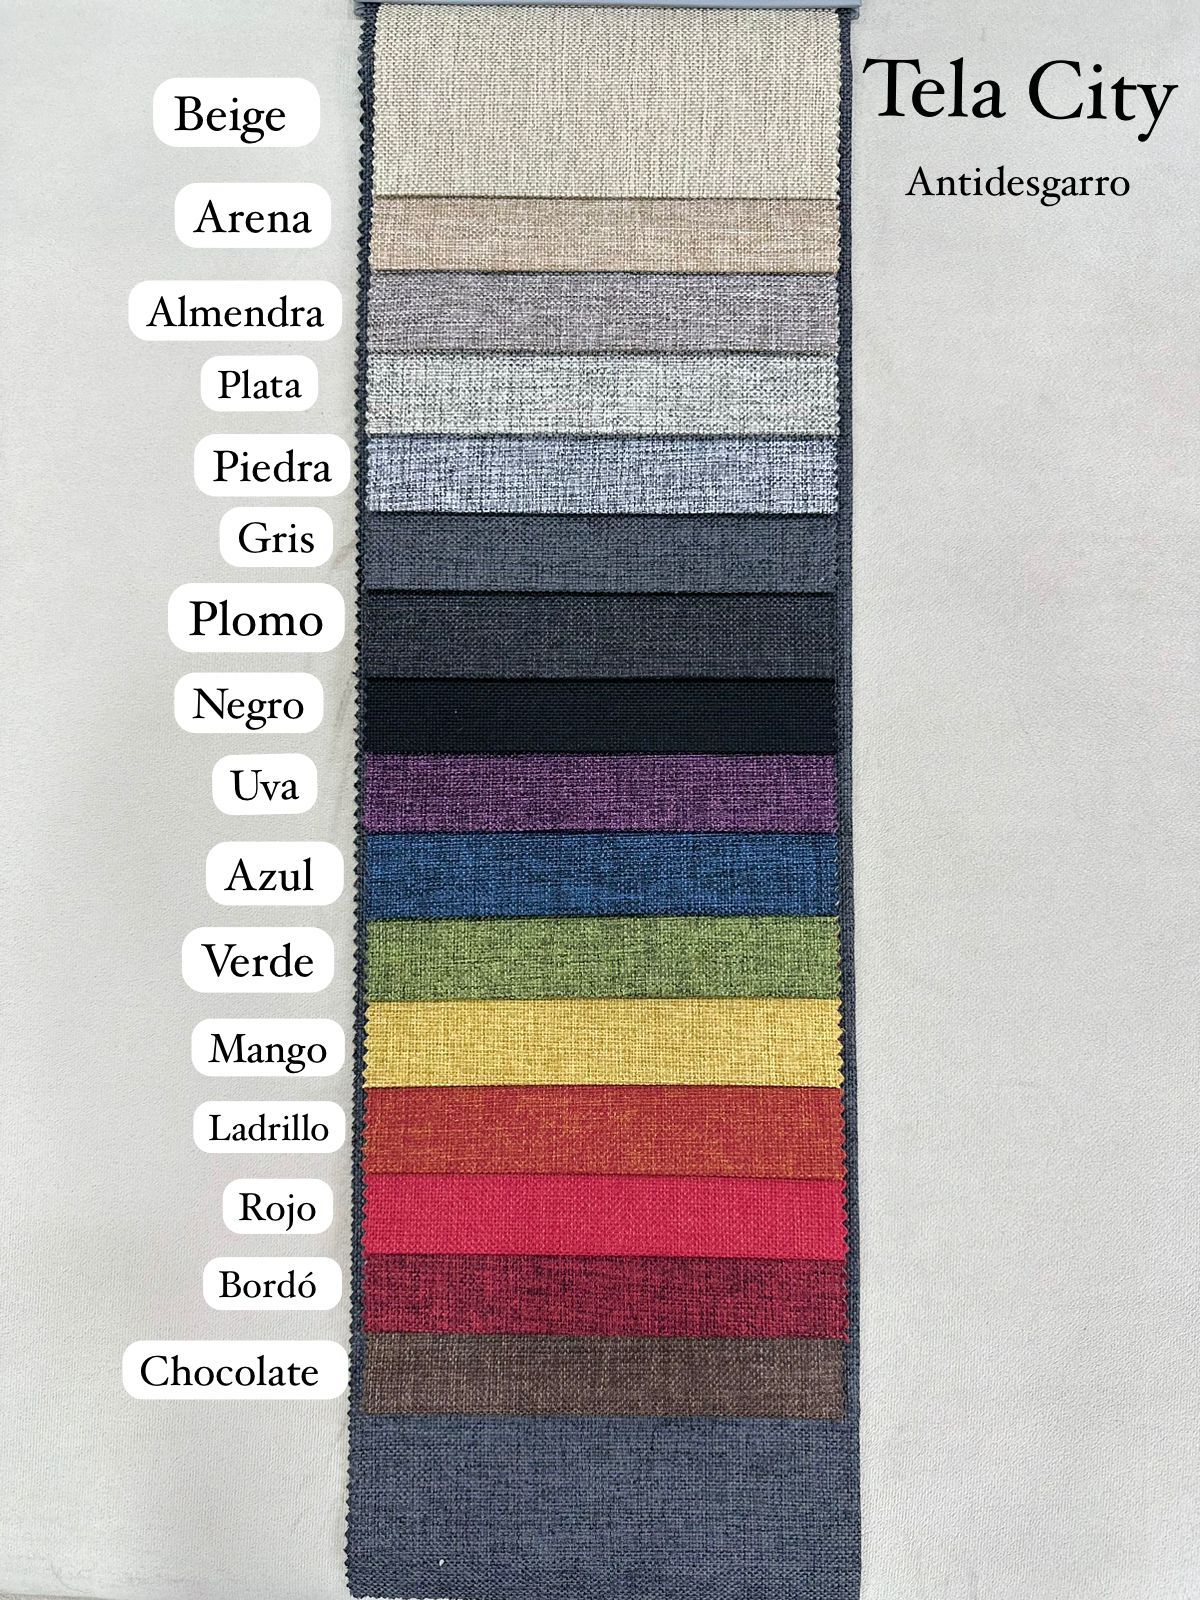 Tela City
Antidesgarro
Beige
Arena
Almendra
Plata
Piedra
Gris
Plomo
Negro
Uva
Azul
Verde
Mango
Ladrillo
Rojo
Bordó
Chocolate